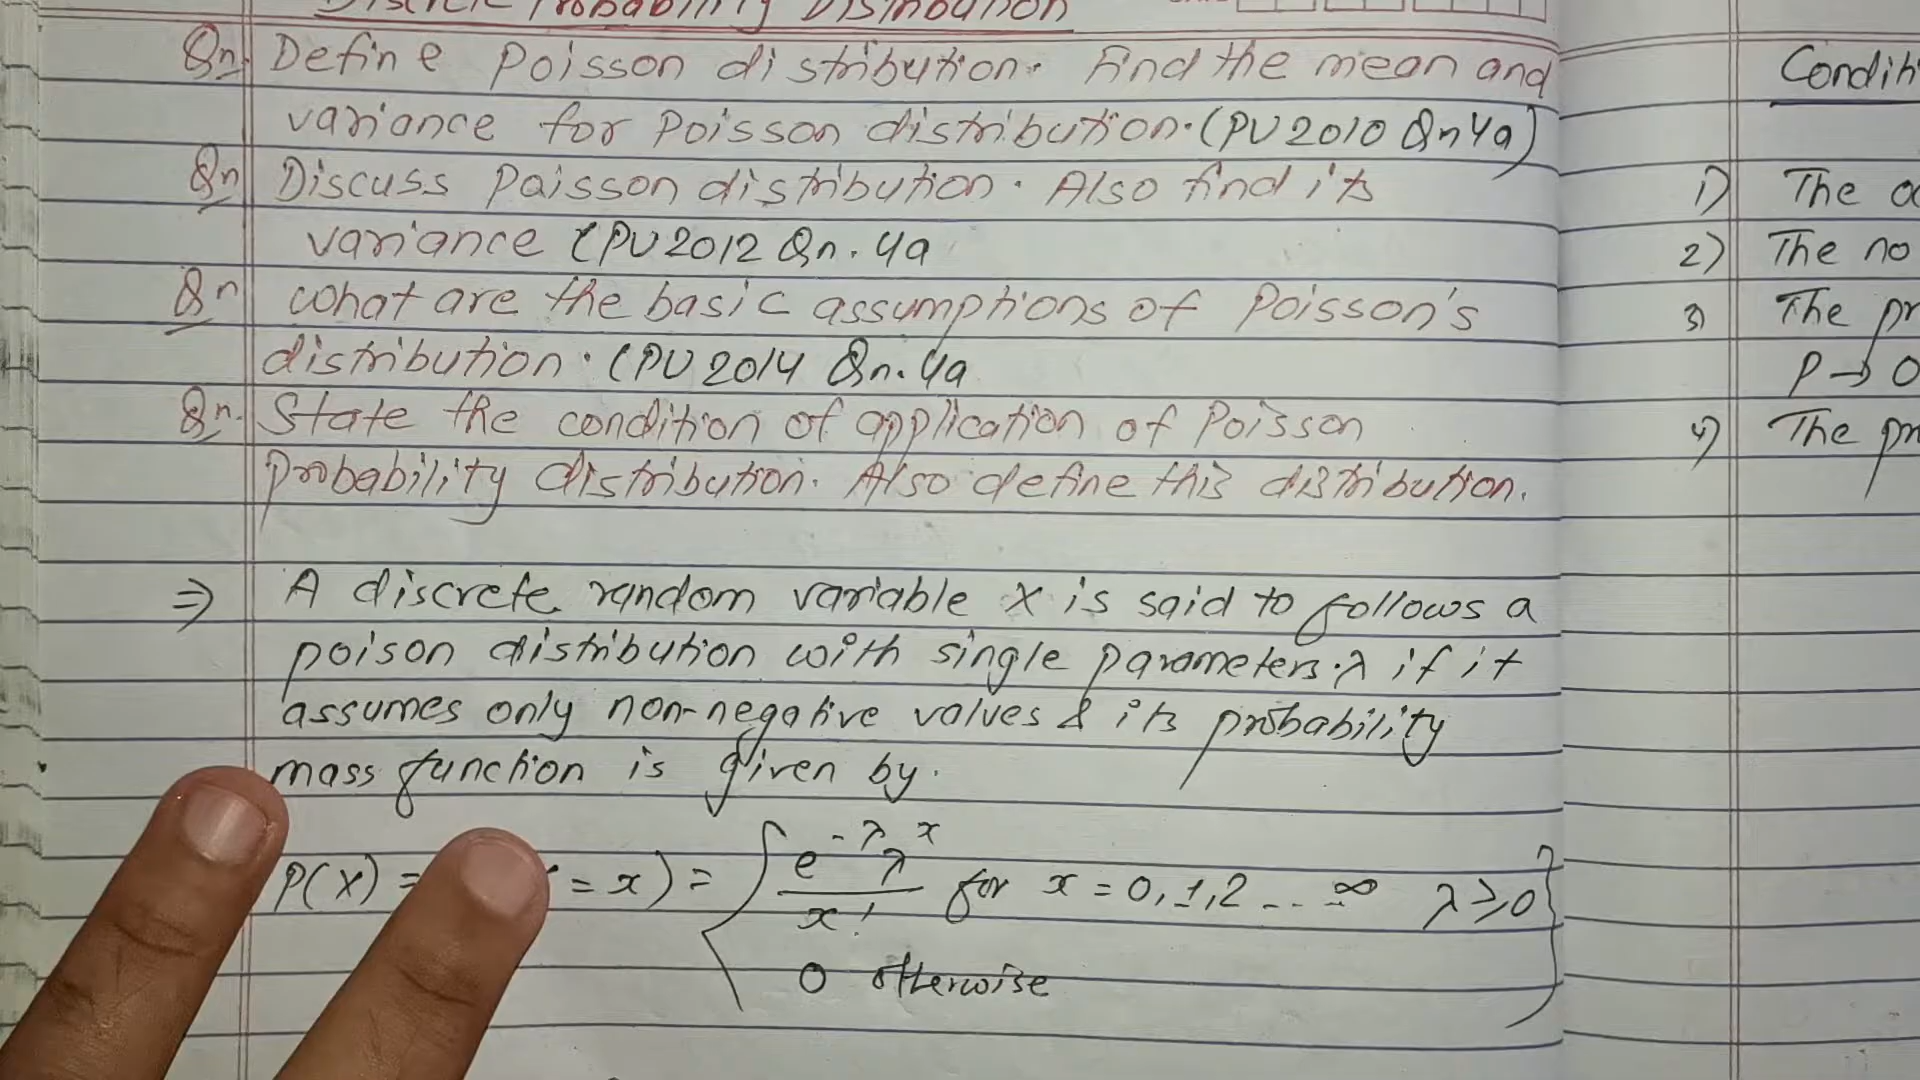 Discrete Probability Distribution
Qn. Define Poisson distribution. Find the mean and
variance for Poisson distribution. (PU 2010 Qn 4a)
Qn Discuss Paisson distribution. Also find its
variance (PU 2012 Qn. 4a
Qn What are the basic assumptions of Poisson's
distribution. (PU 2014 Qn. 4a
Qn. State the condition of application of Poisson
probability distribution. Also define this distribution.
⇒ A discrete random variable X is said to follows a
poison distribution with single parameters λ if it
assumes only non-negative values & its probability
mass function is given by.
P(X) = = x) = { e^-λ λ^x / x! for x = 0, 1, 2 ... ∞ λ ≥ 0 }
0 otherwise
1) The
2) The no
3) The
P → 0
4) The